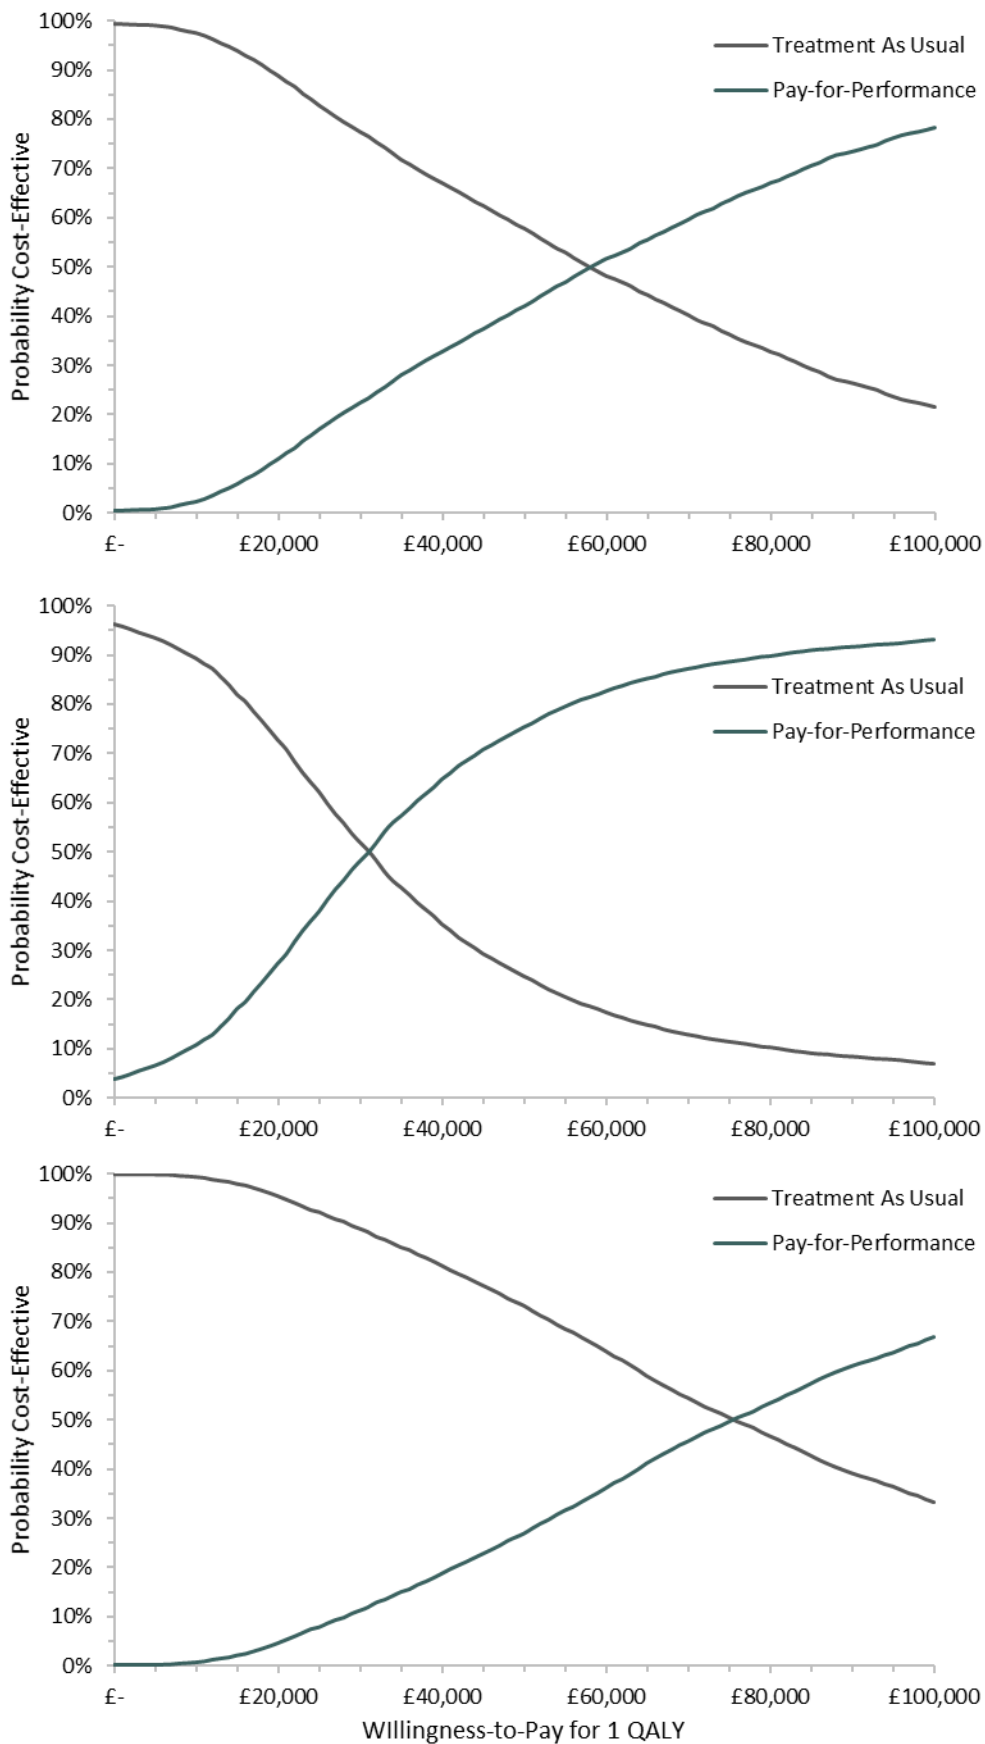 100%
90%
80%
70%
60%
50%
40%
30%
20%
10%
0%
Probability Cost-Effective
Treatment As Usual
Pay-for-Performance
£- £20,000 £40,000 £60,000 £80,000 £100,000
100%
90%
80%
70%
60%
50%
40%
30%
20%
10%
0%
Probability Cost-Effective
Treatment As Usual
Pay-for-Performance
£- £20,000 £40,000 £60,000 £80,000 £100,000
100%
90%
80%
70%
60%
50%
40%
30%
20%
10%
0%
Probability Cost-Effective
Treatment As Usual
Pay-for-Performance
£- £20,000 £40,000 £60,000 £80,000 £100,000
WIllingness-to-Pay for 1 QALY